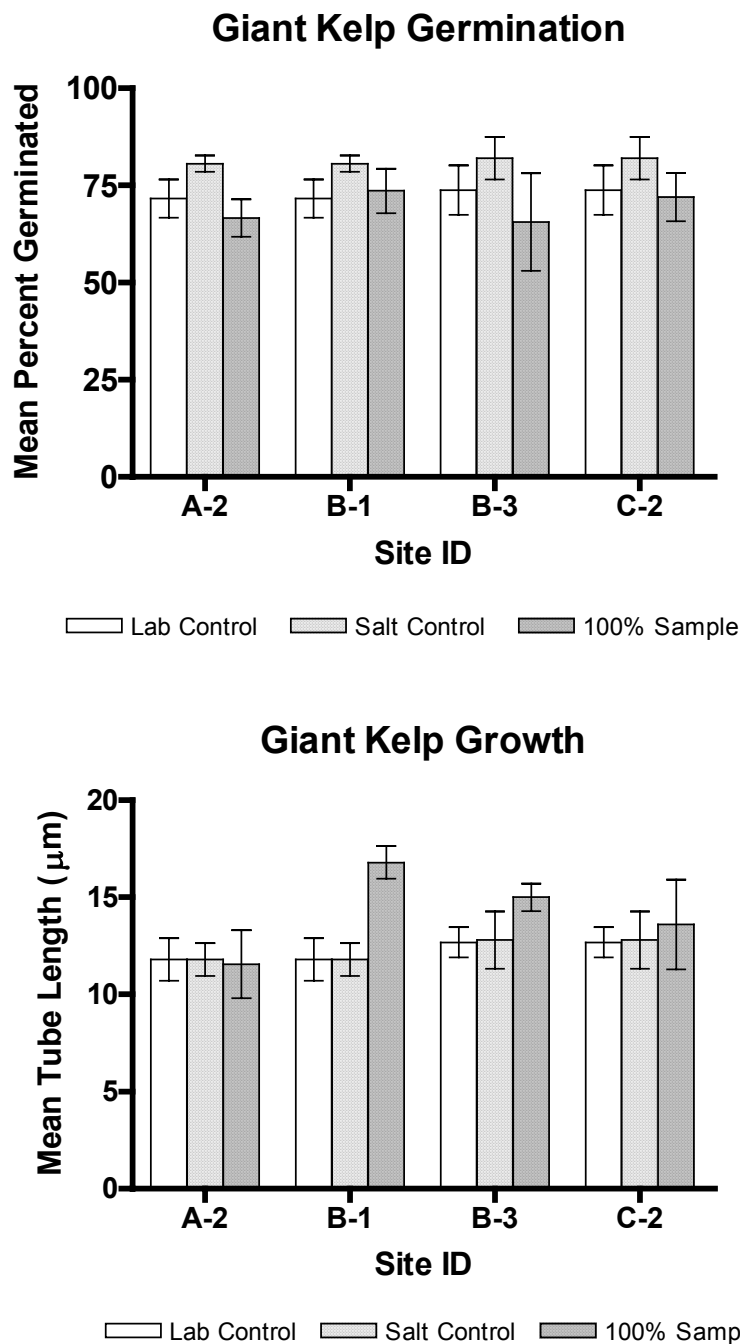 Giant Kelp Germination
Mean Percent Germinated
100
75
50
25
0
A-2 B-1 B-3 C-2
Site ID
Lab Control Salt Control 100% Sample
Giant Kelp Growth
Mean Tube Length (μm)
20
15
10
5
0
A-2 B-1 B-3 C-2
Site ID
Lab Control Salt Control 100% Samp